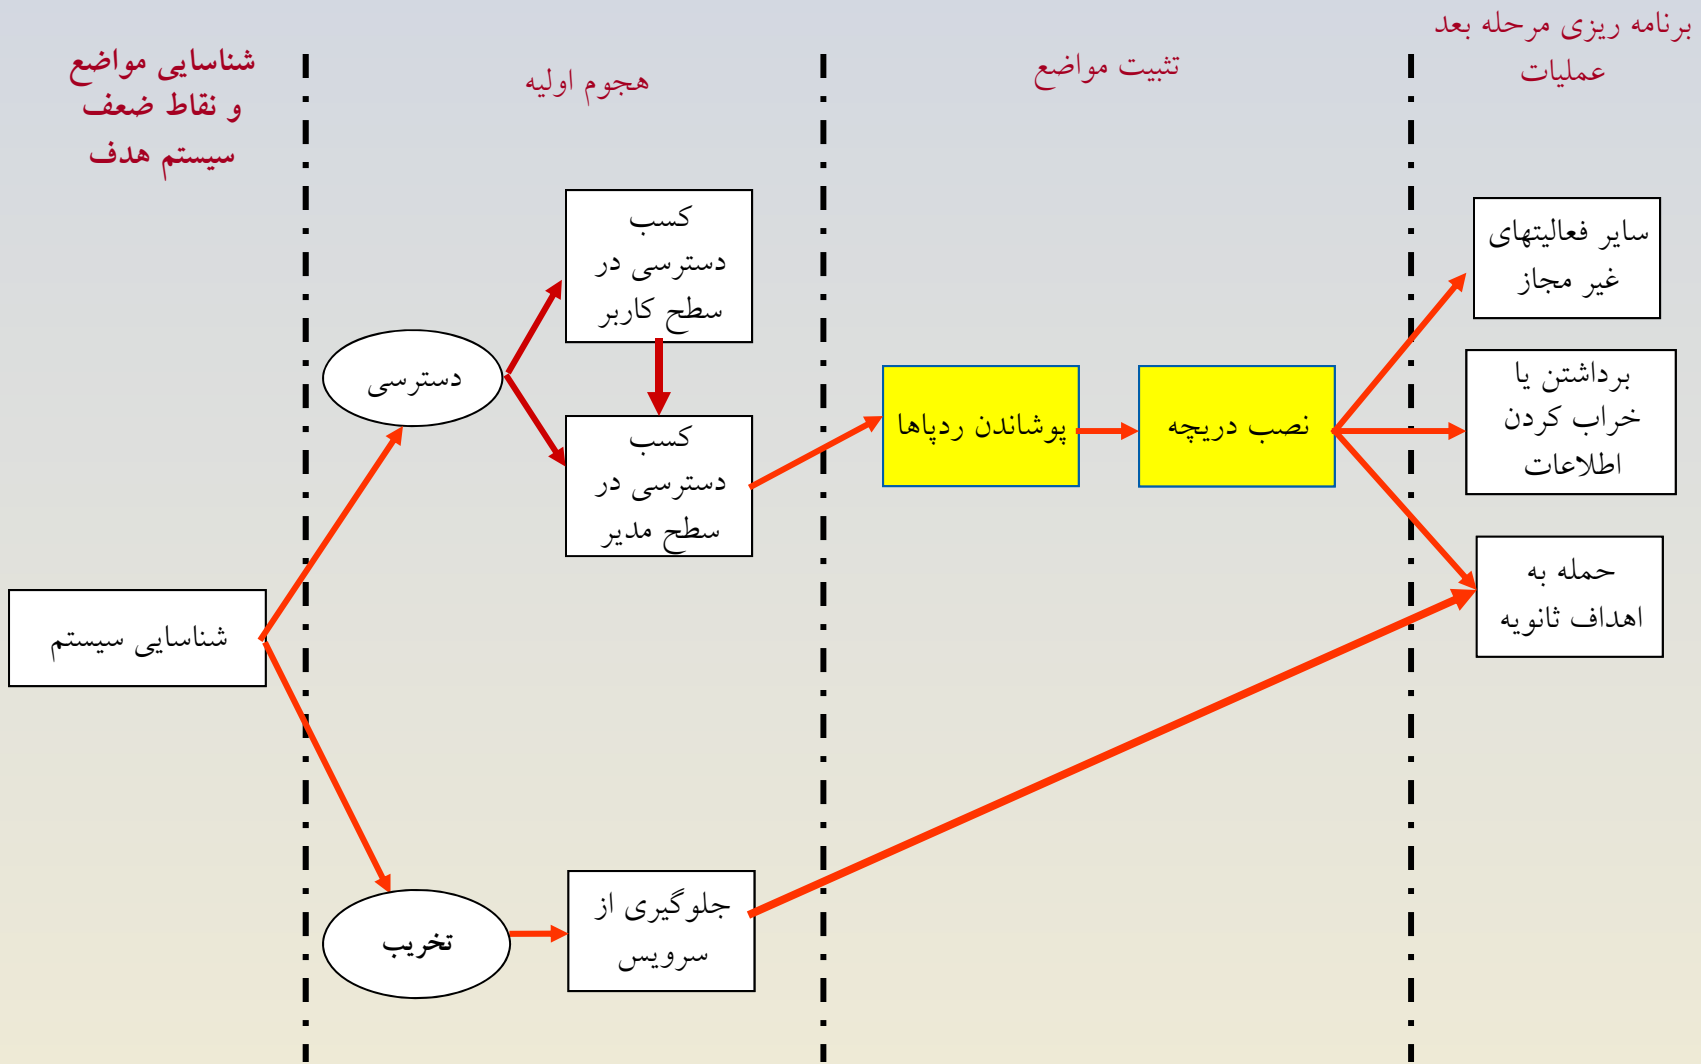 شناسایی مواضع
و نقاط ضعف
سیستم هدف
هجوم اولیه
تثبیت مواضع
برنامه ریزی مرحله بعد
عملیات
شناسایی سیستم
دسترسی
کسب
دسترسی در
سطح کاربر
کسب
دسترسی در
سطح مدیر
پوشاندن ردپاها
نصب دریچه
سایر فعالیتهای
غیر مجاز
برداشتن یا
خراب کردن
اطلاعات
حمله به
اهداف ثانویه
تخریب
جلوگیری از
سرویس